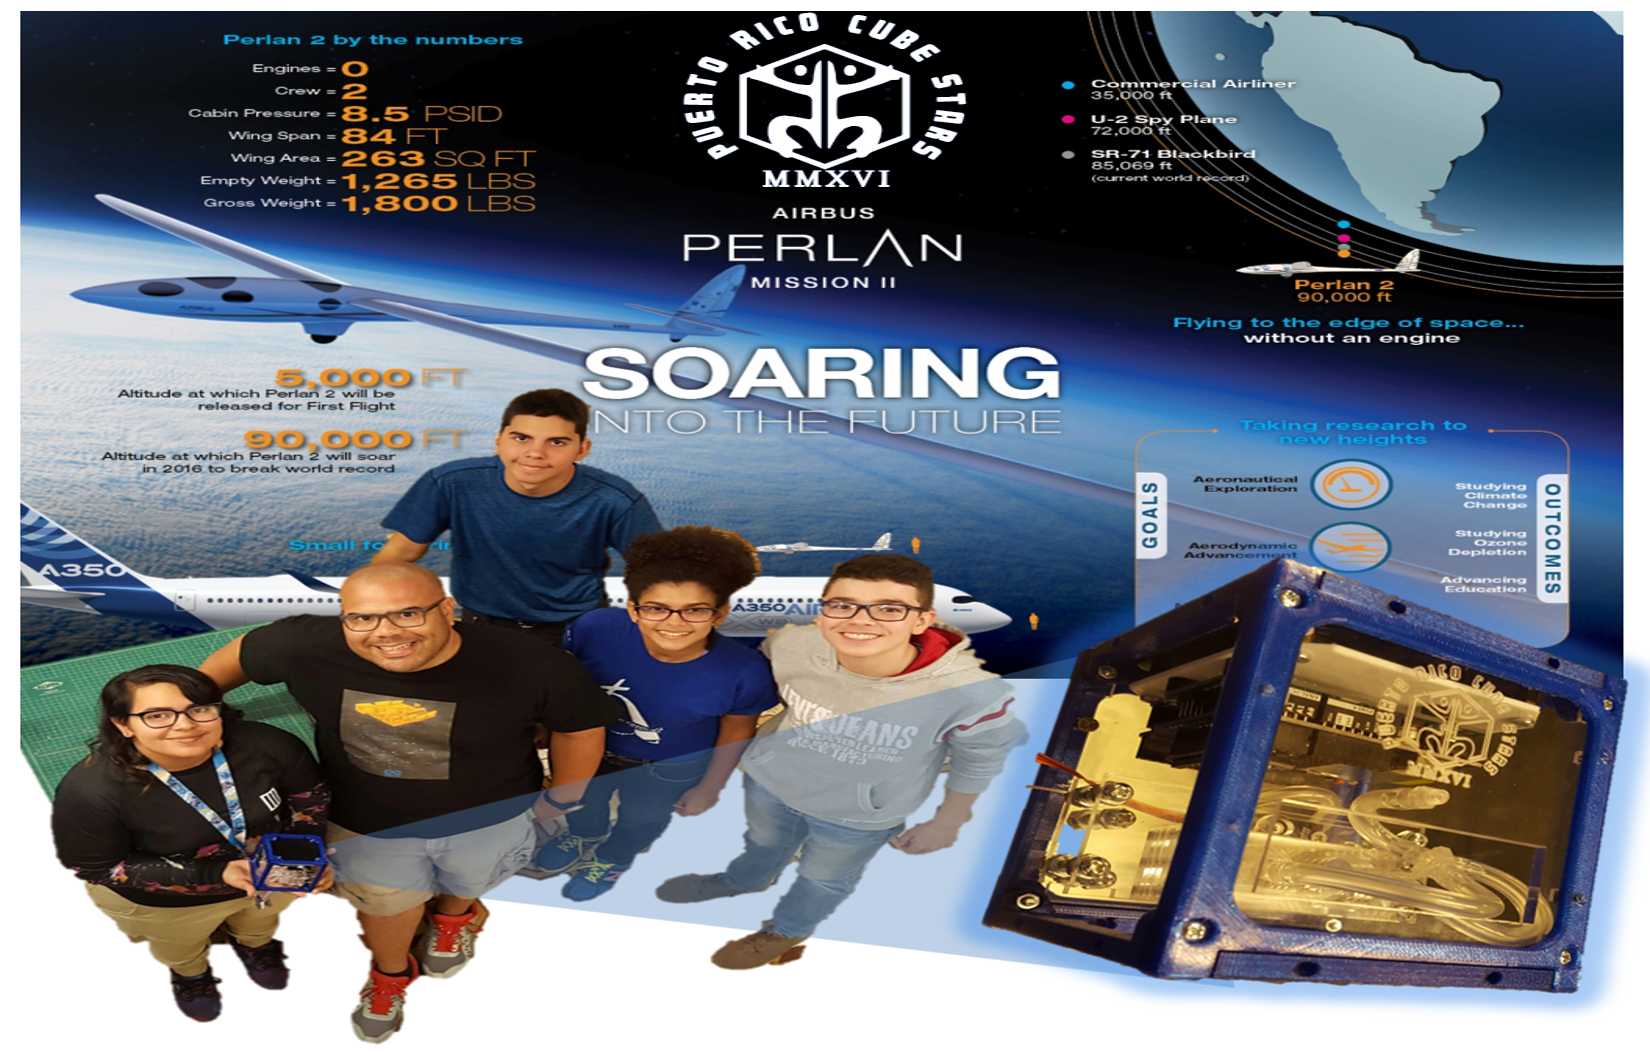 Perlan 2 by the numbers
Engines = 0
Crew = 2
Cabin Pressure = 8.5 PSID
Wing Span = 84 FT
Wing Area = 263 SQ FT
Empty Weight = 1,265 LBS
Gross Weight = 1,800 LBS
PUERTO RICO CUBE STARS
MMXVI
AIRBUS
PERLAN
MISSION II
Commercial Airliner
35,000 ft
U-2 Spy Plane
72,000 ft
SR-71 Blackbird
85,069 ft
(current world record)
Perlan 2
90,000 ft
Flying to the edge of space...
without an engine
SOARING
INTO THE FUTURE
5,000 FT
Altitude at which Perlan 2 will be
released for First Flight
90,000 FT
Altitude at which Perlan 2 will soar
in 2016 to break world record
Small
Taking research to
new heights
GOALS
Aeronautical
Exploration
Aerodynamic
Advancement
OUTCOMES
Studying
Climate
Change
Studying
Ozone
Depletion
Advancing
Education
A350
A350
JEANS
1873
PUERTO RICO CUBE STARS
MMXVI